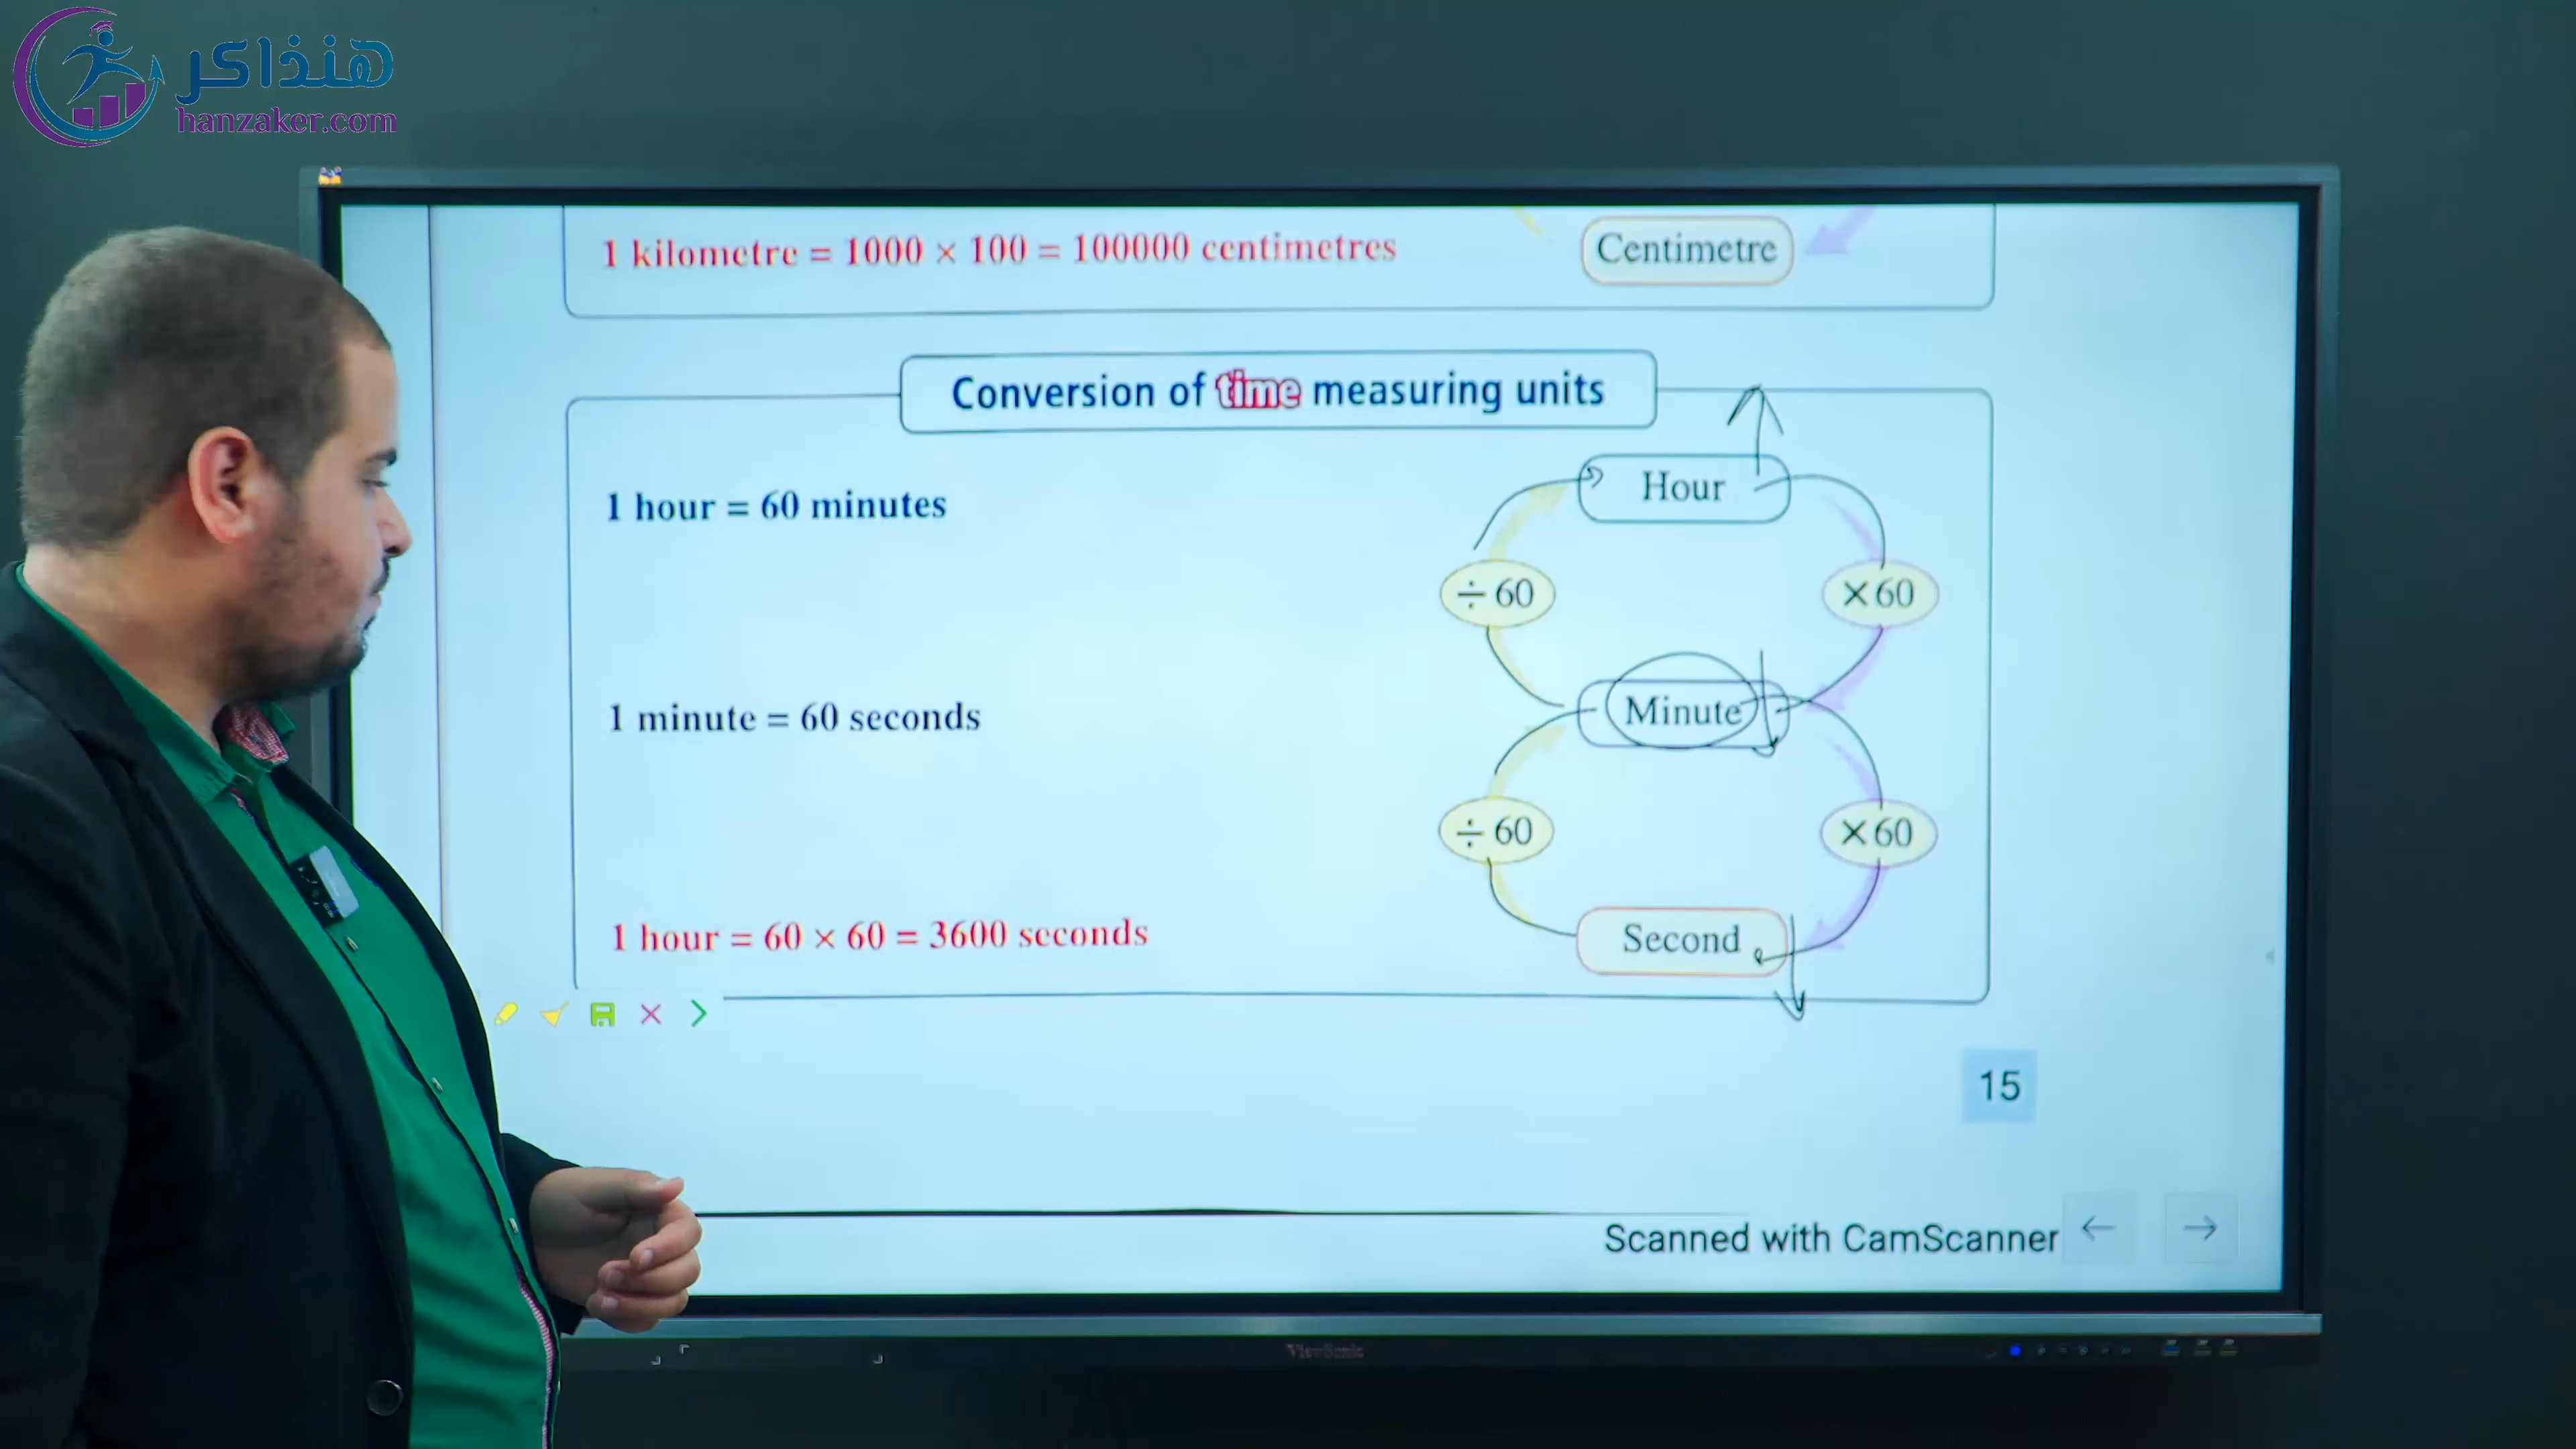 هنذاكر
hanzaker.com
1 kilometre = 1000 × 100 = 100000 centimetres
Centimetre
Conversion of time measuring units
1 hour = 60 minutes
Hour
÷ 60
×60
1 minute = 60 seconds
Minute
÷ 60
×60
1 hour = 60 × 60 = 3600 seconds
Second
15
Scanned with CamScanner
ViewSonic